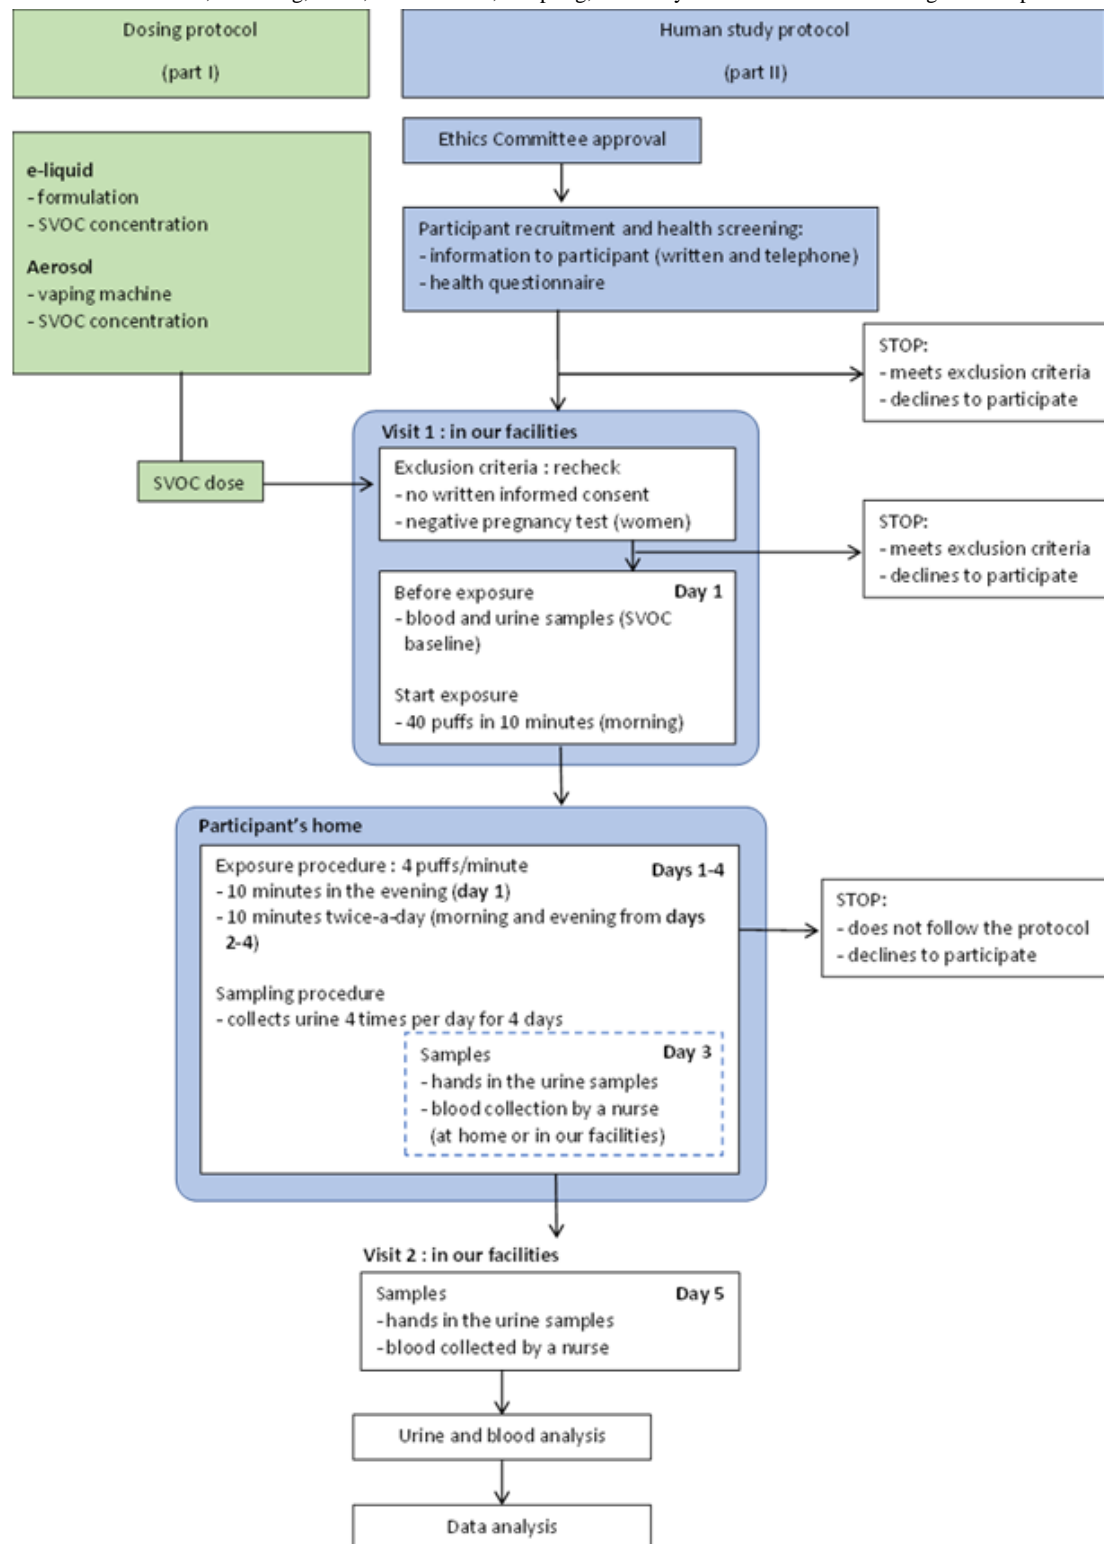 Dosing protocol
(part I)
Human study protocol
(part II)
e-liquid
- formulation
- SVOC concentration
Aerosol
- vaping machine
- SVOC concentration
SVOC dose
Ethics Committee approval
Participant recruitment and health screening:
- information to participant (written and telephone)
- health questionnaire
STOP:
- meets exclusion criteria
- declines to participate
Visit 1 : in our facilities
Exclusion criteria : recheck
- no written informed consent
- negative pregnancy test (women)
STOP:
- meets exclusion criteria
- declines to participate
Before exposure
Day 1
- blood and urine samples (SVOC
baseline)
Start exposure
- 40 puffs in 10 minutes (morning)
Participant's home
Exposure procedure : 4 puffs/minute
Days 1-4
- 10 minutes in the evening (day 1)
- 10 minutes twice-a-day (morning and evening from days
2-4)
Sampling procedure
- collects urine 4 times per day for 4 days
Samples
Day 3
- hands in the urine samples
- blood collection by a nurse
(at home or in our facilities)
STOP:
- does not follow the protocol
- declines to participate
Visit 2 : in our facilities
Samples
Day 5
- hands in the urine samples
- blood collected by a nurse
Urine and blood analysis
Data analysis